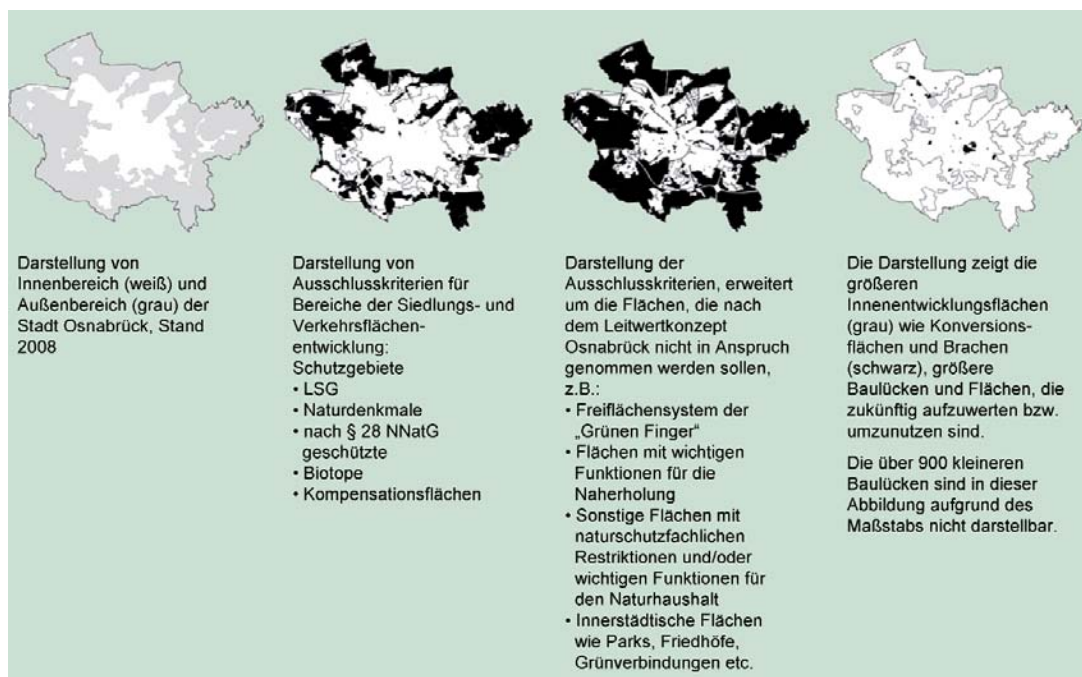 Darstellung von
Innenbereich (weiß) und
Außenbereich (grau) der
Stadt Osnabrück, Stand
2008
Darstellung von
Ausschlusskriterien für
Bereiche der Siedlungs- und
Verkehrsflächen-
entwicklung:
Schutzgebiete
• LSG
• Naturdenkmale
• nach § 28 NNatG
geschützte
• Biotope
• Kompensationsflächen
Darstellung der
Ausschlusskriterien, erweitert
um die Flächen, die nach
dem Leitwertkonzept
Osnabrück nicht in Anspruch
genommen werden sollen,
z.B.:
• Freiflächensystem der
„Grünen Finger“
• Flächen mit wichtigen
Funktionen für die
Naherholung
• Sonstige Flächen mit
naturschutzfachlichen
Restriktionen und/oder
wichtigen Funktionen für
den Naturhaushalt
• Innerstädtische Flächen
wie Parks, Friedhöfe,
Grünverbindungen etc.
Die Darstellung zeigt die
größeren
Innenentwicklungsflächen
(grau) wie Konversions-
flächen und Brachen
(schwarz), größere
Baulücken und Flächen, die
zukünftig aufzuwerten bzw.
umzunutzen sind.
Die über 900 kleineren
Baulücken sind in dieser
Abbildung aufgrund des
Maßstabs nicht darstellbar.